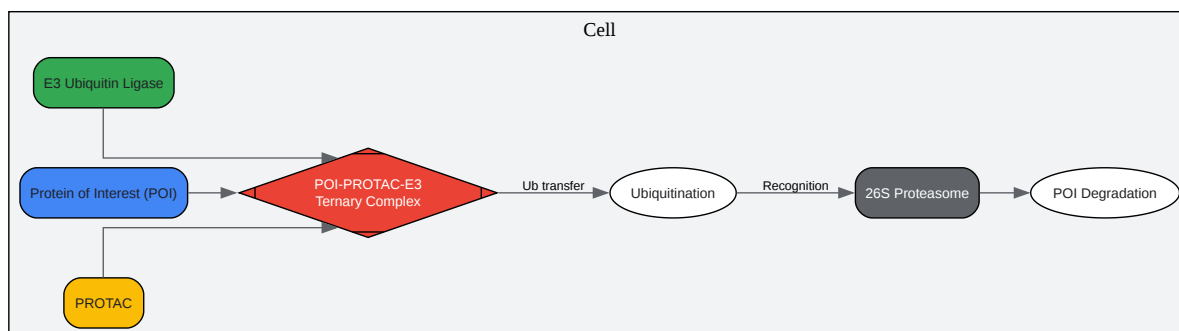 Cell
E3 Ubiquitin Ligase
Protein of Interest (POI)
PROTAC
POI-PROTAC-E3
Ternary Complex
Ub transfer
Ubiquitination
Recognition
26S Proteasome
POI Degradation